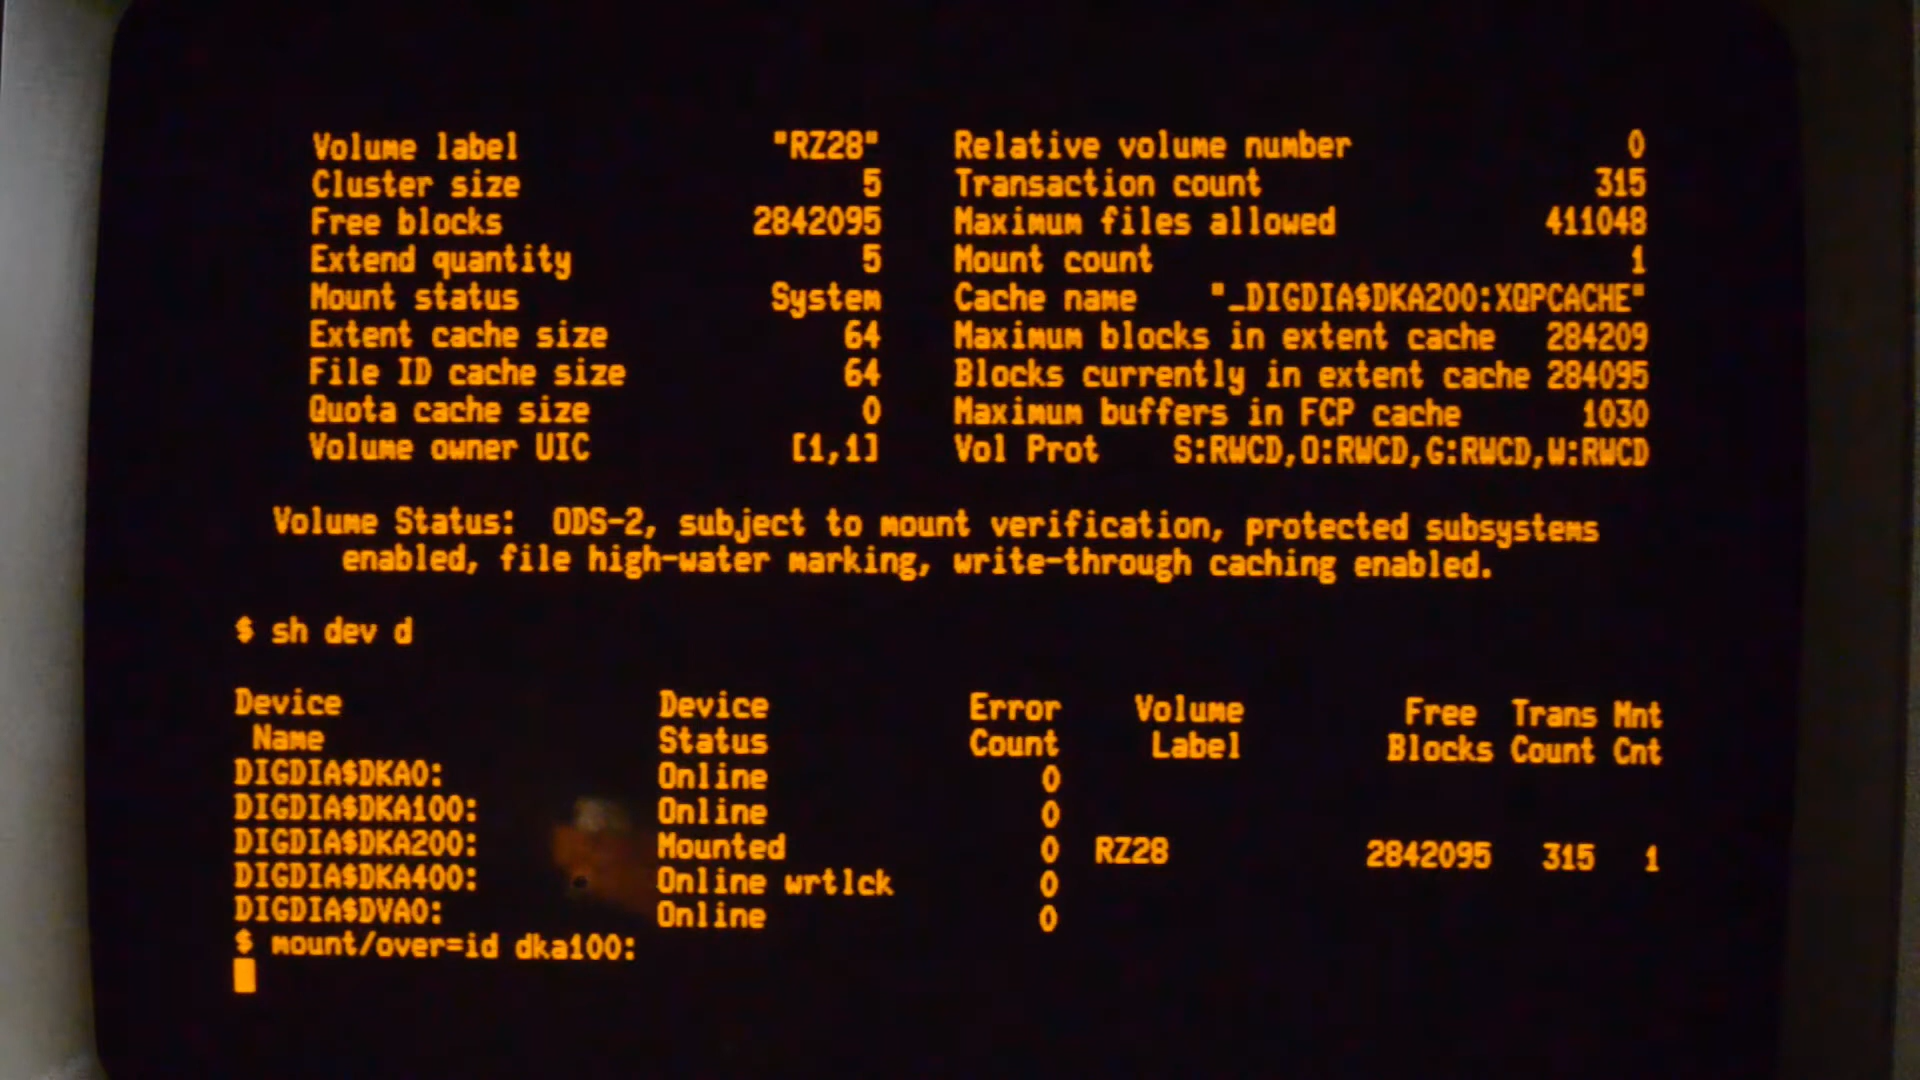 Volume label "RZ28" Relative volume number 0
Cluster size 5 Transaction count 315
Free blocks 2842095 Maximum files allowed 411048
Extend quantity 5 Mount count 1
Mount status System Cache name "_DIGDIA$DKA200:XQPCACHE"
Extent cache size 64 Maximum blocks in extent cache 284209
File ID cache size 64 Blocks currently in extent cache 284095
Quota cache size 0 Maximum buffers in FCP cache 1030
Volume owner UIC [1,1] Vol Prot S:RWCD,O:RWCD,G:RWCD,W:RWCD
Volume Status: ODS-2, subject to mount verification, protected subsystems
enabled, file high-water marking, write-through caching enabled.
$ sh dev d
Device Device Error Volume Free Trans Mnt
Name Status Count Label Blocks Count Cnt
DIGDIA$DKA0: Online 0
DIGDIA$DKA100: Online 0
DIGDIA$DKA200: Mounted 0 RZ28 2842095 315 1
DIGDIA$DKA400: Online wrtlck 0
DIGDIA$DVA0: Online 0
$ mount/over=id dka100: